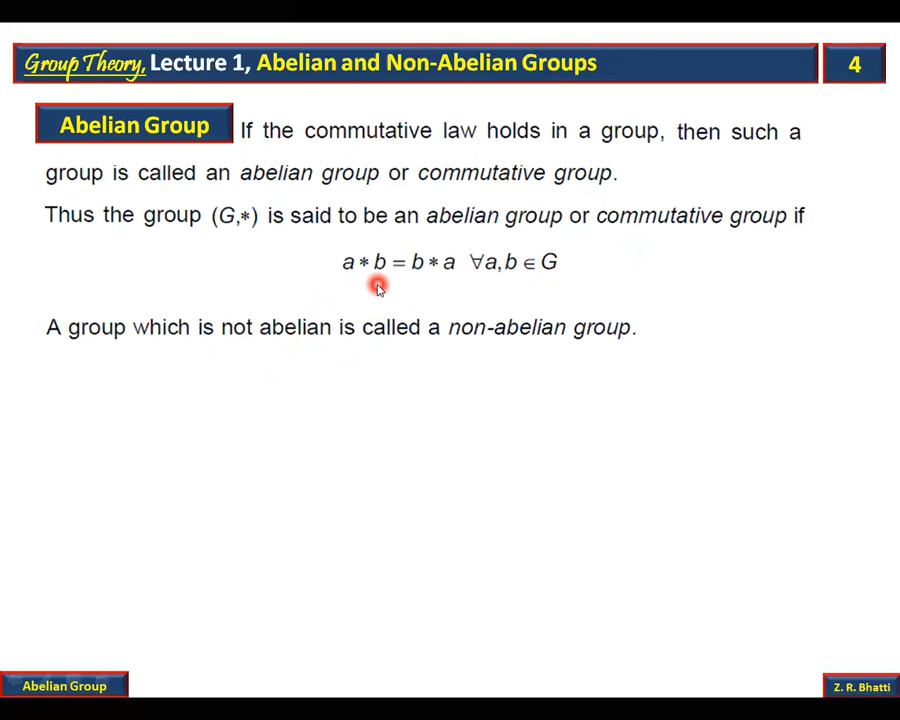 Group Theory, Lecture 1, Abelian and Non-Abelian Groups 4
Abelian Group If the commutative law holds in a group, then such a
group is called an abelian group or commutative group.
Thus the group (G,∗) is said to be an abelian group or commutative group if
a ∗ b = b ∗ a ∀a,b ∈ G
A group which is not abelian is called a non-abelian group.
Abelian Group Z. R. Bhatti